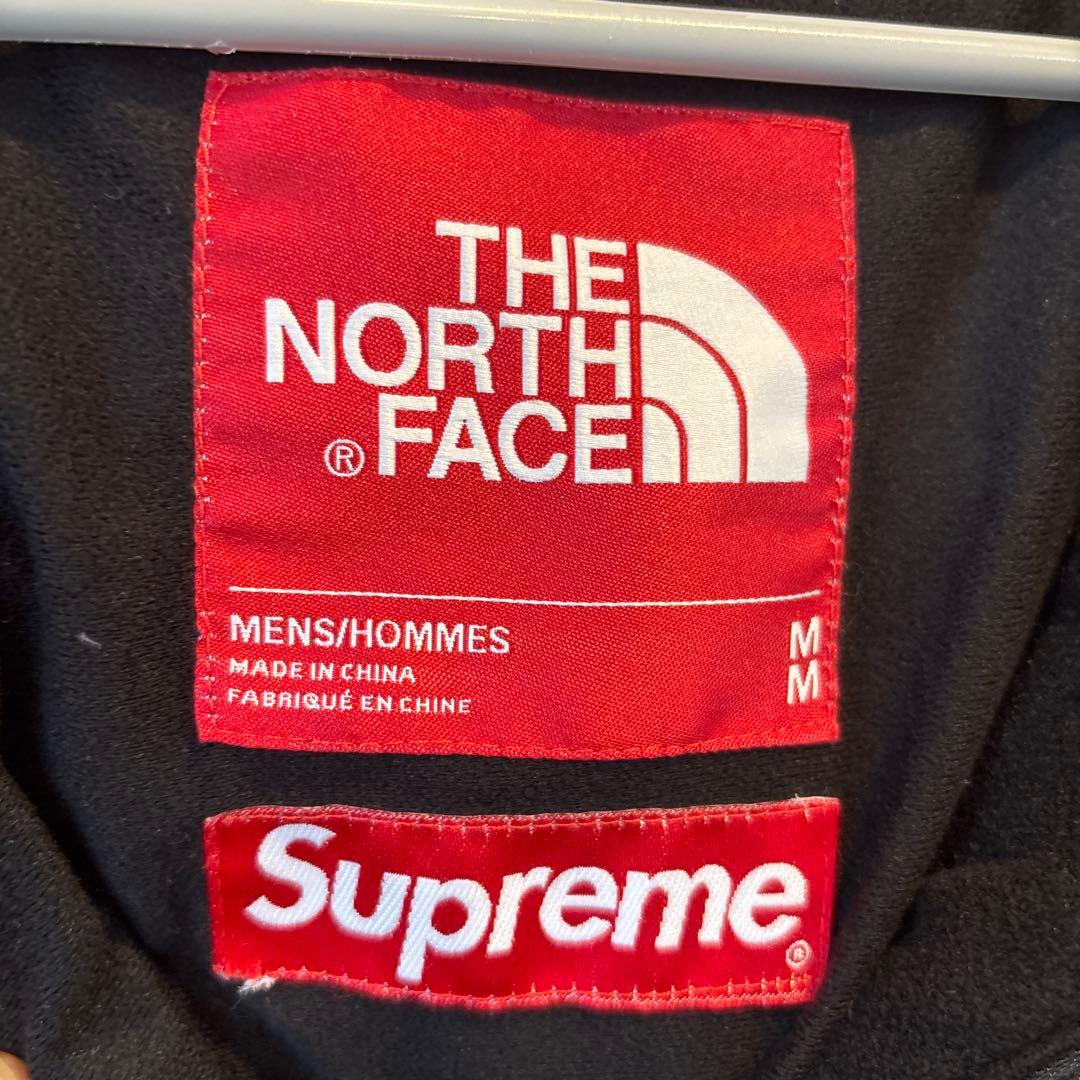 THE
NORTH
® FACE
MENS/HOMMES M
MADE IN CHINA M
FABRIQUÉ EN CHINE
Supreme ®